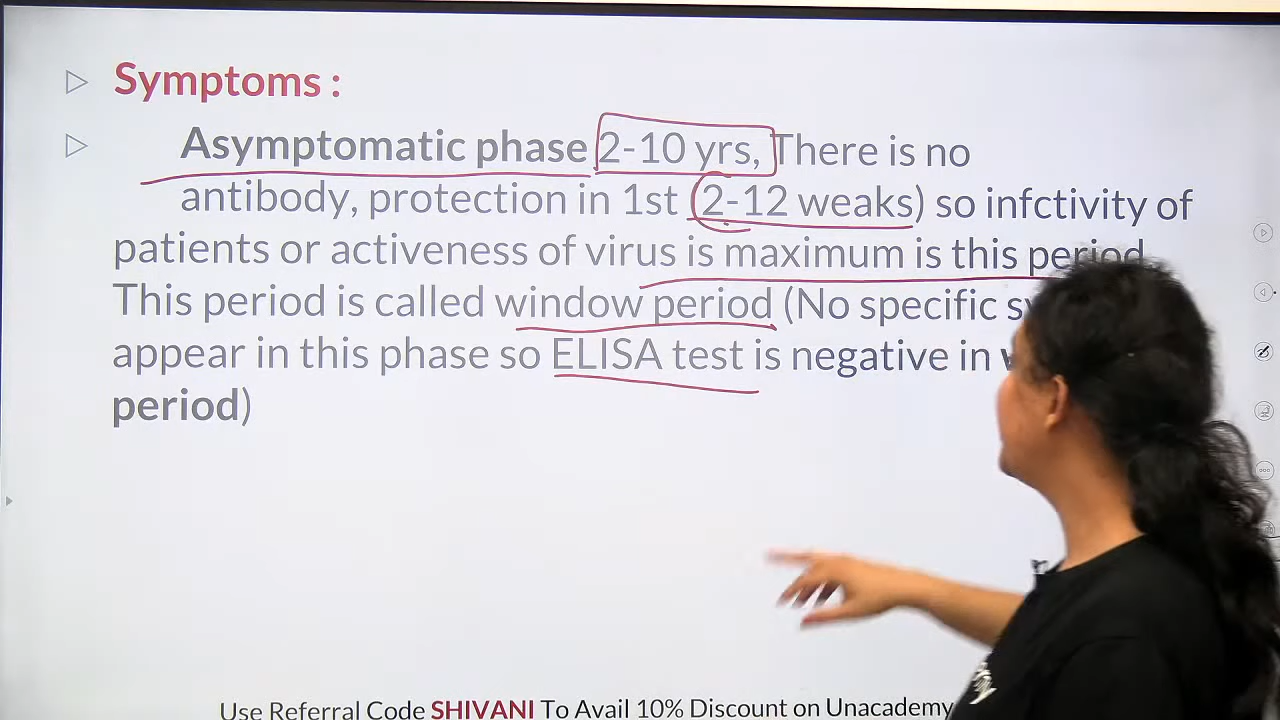 Symptoms :
Asymptomatic phase 2-10 yrs, There is no
antibody, protection in 1st (2-12 weaks) so infctivity of
patients or activeness of virus is maximum is this period
This period is called window period (No specific
appear in this phase so ELISA test is negative in
period)
Use Referral Code SHIVANI To Avail 10% Discount on Unacademy